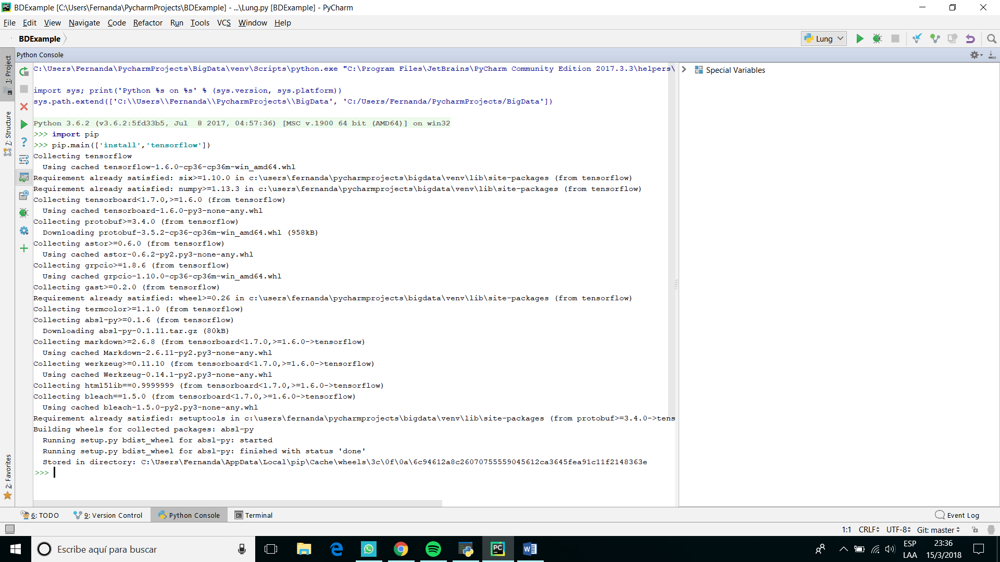 BDExample [C:\Users\Fernanda\PycharmProjects\BDExample] - ...\Lung.py [BDExample] - PyCharm
File Edit View Navigate Code Refactor Run Tools VCS Window Help
BDExample
Lung
Python Console
1: Project
7: Structure
2: Favorites
C:\Users\Fernanda\PycharmProjects\BigData\venv\Scripts\python.exe "C:\Program Files\JetBrains\PyCharm Community Edition 2017.3.3\helpers\
import sys; print('Python %s on %s' % (sys.version, sys.platform))
sys.path.extend(['C:\\Users\\Fernanda\\PycharmProjects\\BigData', 'C:/Users/Fernanda/PycharmProjects/BigData'])
Python 3.6.2 (v3.6.2:5fd33b5, Jul  8 2017, 04:57:36) [MSC v.1900 64 bit (AMD64)] on win32
>>> import pip
>>> pip.main(['install','tensorflow'])
Collecting tensorflow
  Using cached tensorflow-1.6.0-cp36-cp36m-win_amd64.whl
Requirement already satisfied: six>=1.10.0 in c:\users\fernanda\pycharmprojects\bigdata\venv\lib\site-packages (from tensorflow)
Requirement already satisfied: numpy>=1.13.3 in c:\users\fernanda\pycharmprojects\bigdata\venv\lib\site-packages (from tensorflow)
Collecting tensorboard<1.7.0,>=1.6.0 (from tensorflow)
  Using cached tensorboard-1.6.0-py3-none-any.whl
Collecting protobuf>=3.4.0 (from tensorflow)
  Downloading protobuf-3.5.2-cp36-cp36m-win_amd64.whl (958kB)
Collecting astor>=0.6.0 (from tensorflow)
  Using cached astor-0.6.2-py2.py3-none-any.whl
Collecting grpcio>=1.8.6 (from tensorflow)
  Using cached grpcio-1.10.0-cp36-cp36m-win_amd64.whl
Collecting gast>=0.2.0 (from tensorflow)
Requirement already satisfied: wheel>=0.26 in c:\users\fernanda\pycharmprojects\bigdata\venv\lib\site-packages (from tensorflow)
Collecting termcolor>=1.1.0 (from tensorflow)
Collecting absl-py>=0.1.6 (from tensorflow)
  Downloading absl-py-0.1.11.tar.gz (80kB)
Collecting markdown>=2.6.8 (from tensorboard<1.7.0,>=1.6.0->tensorflow)
  Using cached Markdown-2.6.11-py2.py3-none-any.whl
Collecting werkzeug>=0.11.10 (from tensorboard<1.7.0,>=1.6.0->tensorflow)
  Using cached Werkzeug-0.14.1-py2.py3-none-any.whl
Collecting html5lib==0.9999999 (from tensorboard<1.7.0,>=1.6.0->tensorflow)
Collecting bleach==1.5.0 (from tensorboard<1.7.0,>=1.6.0->tensorflow)
  Using cached bleach-1.5.0-py2.py3-none-any.whl
Requirement already satisfied: setuptools in c:\users\fernanda\pycharmprojects\bigdata\venv\lib\site-packages (from protobuf>=3.4.0->tens
Building wheels for collected packages: absl-py
  Running setup.py bdist_wheel for absl-py: started
  Running setup.py bdist_wheel for absl-py: finished with status 'done'
  Stored in directory: C:\Users\Fernanda\AppData\Local\pip\Cache\wheels\3c\0f\0a\6c94612a8c26070755559045612ca3645fea91c11f2148363e
>>>
Special Variables
6: TODO 9: Version Control Python Console Terminal Event Log
1:1 CRLF UTF-8 Git: master
Escribe aquí para buscar
ESP
LAA
23:36
15/3/2018